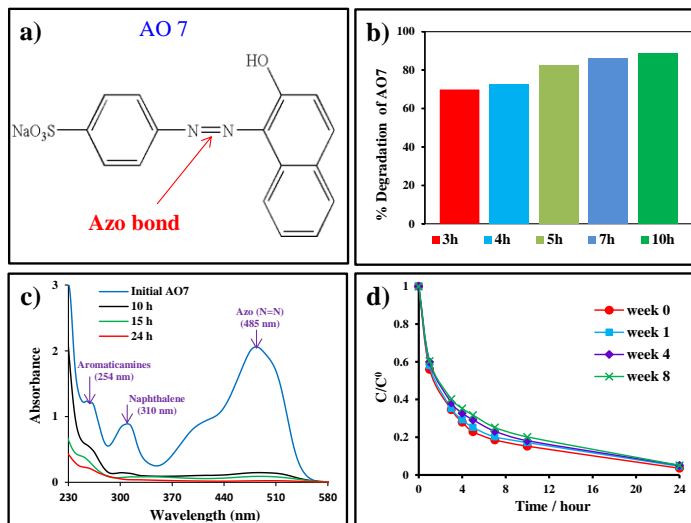 a)
AO 7
HO
NaO3S
N=N
Azo bond
b)
% Degradation of AO7
100
80
60
40
20
0
3h 4h 5h 7h 10h
c)
Absorbance
3
2
1
0
Initial AO7
10 h
15 h
24 h
Azo (N=N)
(485 nm)
Aromaticamines
(254 nm)
Naphthalene
(310 nm)
230 300 370 440 510 580
Wavelength (nm)
d)
C/C0
1
0.8
0.6
0.4
0.2
0
week 0
week 1
week 4
week 8
0 4 8 12 16 20 24
Time / hour